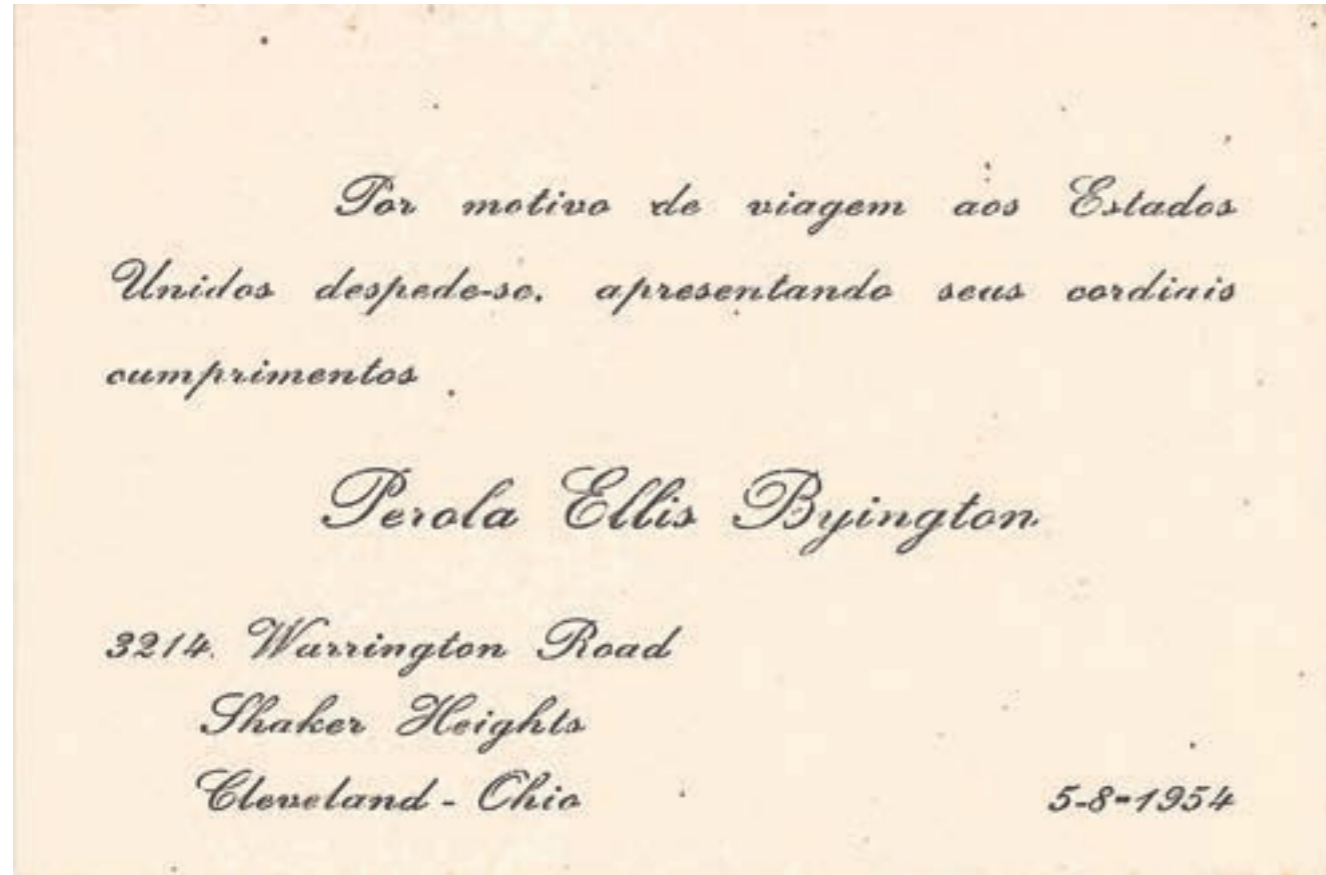 Por motivo de viagem aos Estados
Unidos despede-se, apresentando seus cordiais
cumprimentos
Perola Ellis Byington
3214 Warrington Road
Shaker Heights
Cleveland - Ohio
5-8-1954